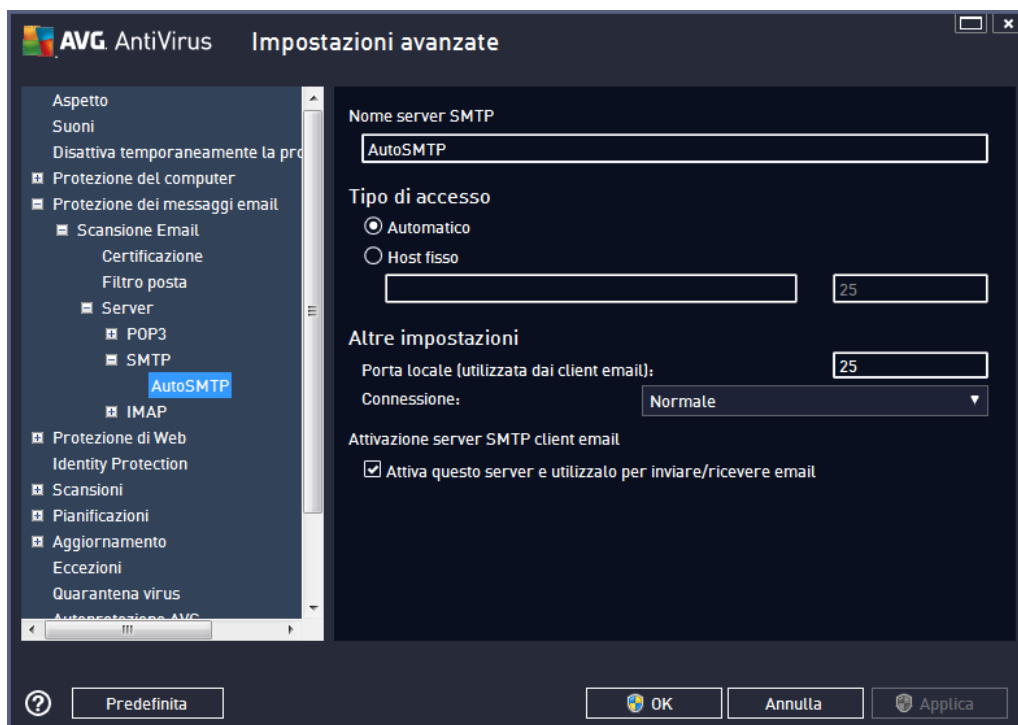 AVG. AntiVirus Impostazioni avanzate
Aspetto
Suoni
Disattiva temporaneamente la pro
Protezione del computer
Protezione dei messaggi email
Scansione Email
Certificazione
Filtro posta
Server
POP3
SMTP
AutoSMTP
IMAP
Protezione di Web
Identity Protection
Scansioni
Pianificazioni
Aggiornamento
Eccezioni
Quarantena virus
Autoprotezione AVG
Nome server SMTP
AutoSMTP
Tipo di accesso
Automatico
Host fisso
25
Altre impostazioni
Porta locale (utilizzata dai client email): 25
Connessione: Normale
Attivazione server SMTP client email
Attiva questo server e utilizzalo per inviare/ricevere email
? Predefinita OK Annulla Applica